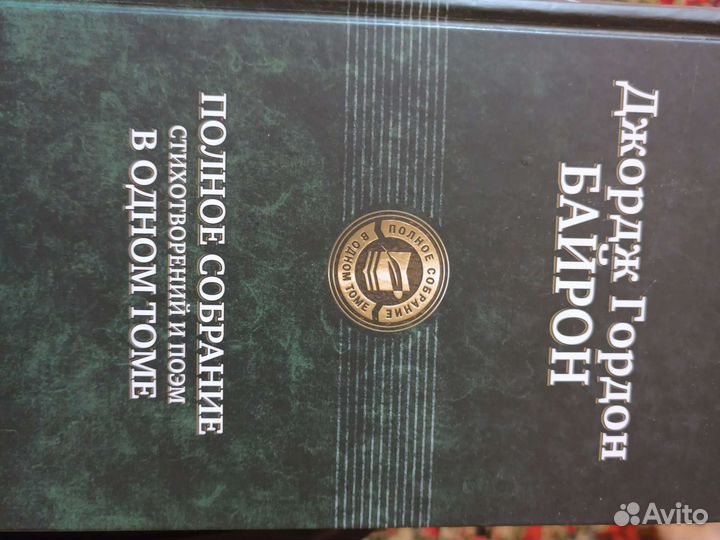 Джордж Гордон
БАЙРОН
ПОЛНОЕ СОБРАНИЕ
В ОДНОМ ТОМЕ
ПОЛНОЕ СОБРАНИЕ
СТИХОТВОРЕНИЙ И ПОЭМ
В ОДНОМ ТОМЕ
Avito